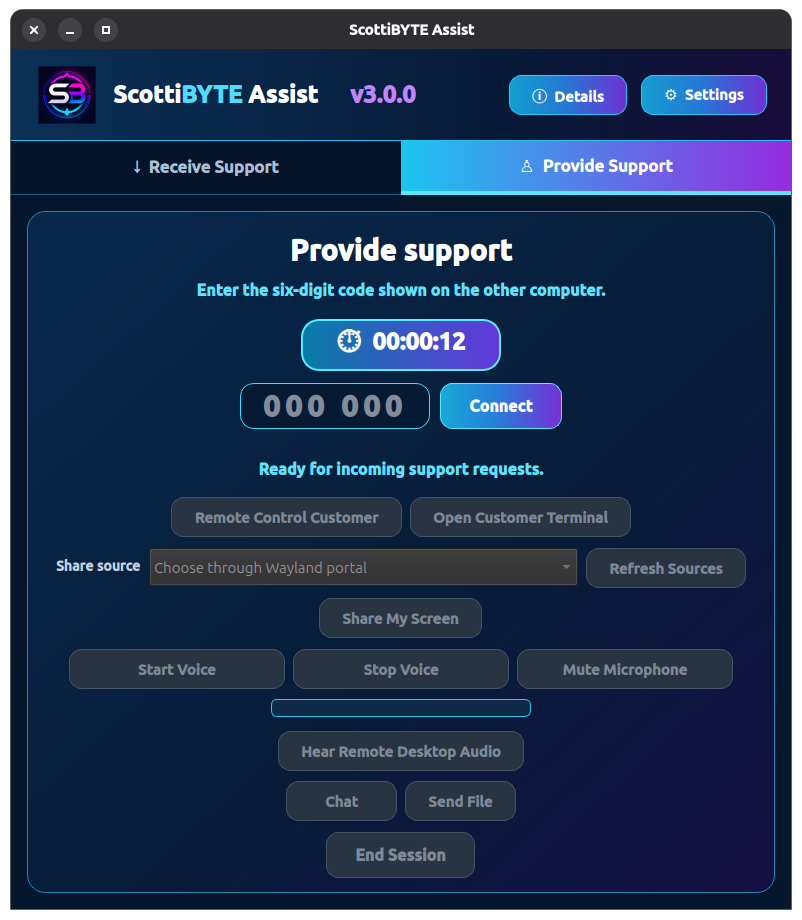 ScottiBYTE Assist
SB ScottiBYTE Assist v3.0.0 ⓘ Details ⚙ Settings
↓ Receive Support ♙ Provide Support
Provide support
Enter the six-digit code shown on the other computer.
⏱ 00:00:12
000 000 Connect
Ready for incoming support requests.
Remote Control Customer Open Customer Terminal
Share source Choose through Wayland portal Refresh Sources
Share My Screen
Start Voice Stop Voice Mute Microphone
Hear Remote Desktop Audio
Chat Send File
End Session